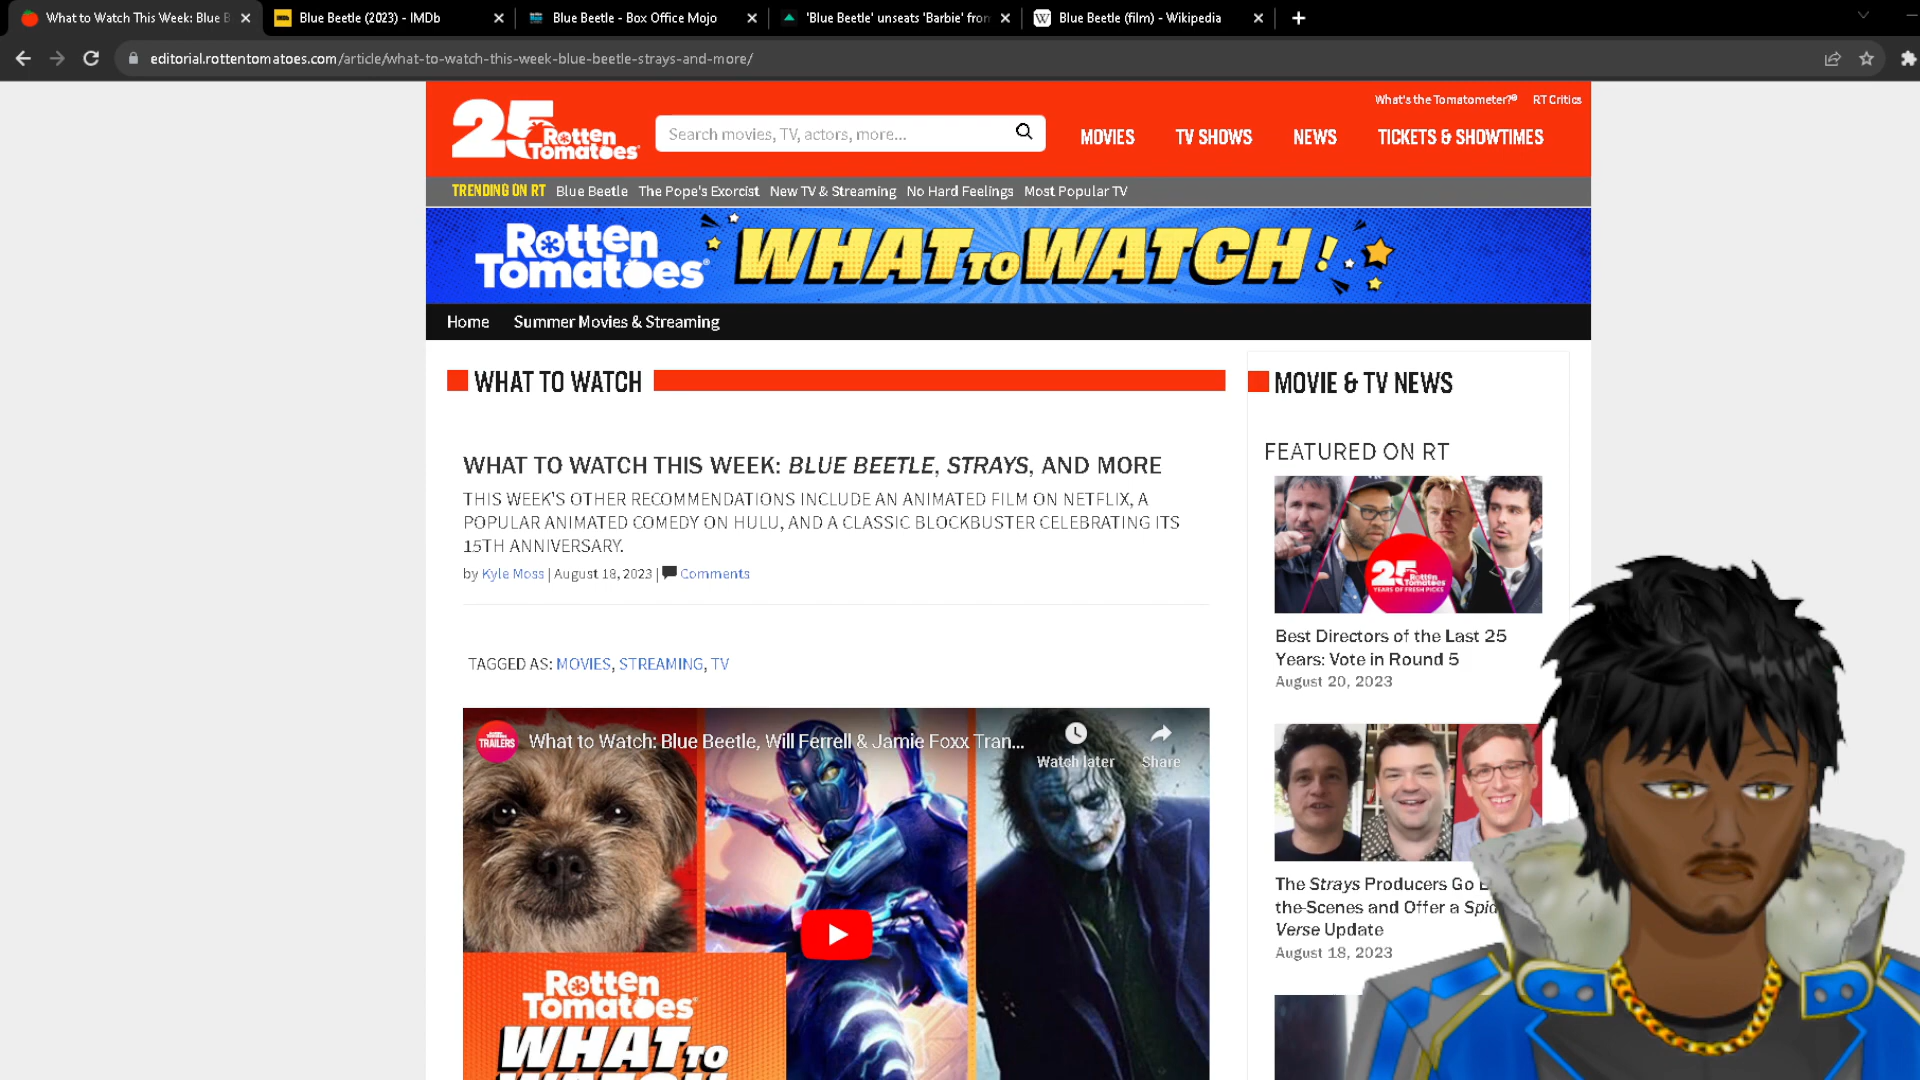 What to Watch This Week: Blue B
Blue Beetle (2023) - IMDb
Blue Beetle - Box Office Mojo
'Blue Beetle' unseats 'Barbie' from
Blue Beetle (film) - Wikipedia
editorial.rottentomatoes.com/article/what-to-watch-this-week-blue-beetle-strays-and-more/
What's the Tomatometer?® RT Critics
25 Rotten Tomatoes
Search movies, TV, actors, more...
MOVIES TV SHOWS NEWS TICKETS & SHOWTIMES
TRENDING ON RT Blue Beetle The Pope's Exorcist New TV & Streaming No Hard Feelings Most Popular TV
Rotten Tomatoes® WHAT TO WATCH!
Home Summer Movies & Streaming
WHAT TO WATCH
WHAT TO WATCH THIS WEEK: BLUE BEETLE, STRAYS, AND MORE
THIS WEEK'S OTHER RECOMMENDATIONS INCLUDE AN ANIMATED FILM ON NETFLIX, A
POPULAR ANIMATED COMEDY ON HULU, AND A CLASSIC BLOCKBUSTER CELEBRATING ITS
15TH ANNIVERSARY.
by Kyle Moss | August 18, 2023 | Comments
TAGGED AS: MOVIES, STREAMING, TV
TRAILERS
What to Watch: Blue Beetle, Will Ferrell & Jamie Foxx Tran...
Watch later Share
Rotten
Tomatoes
WHAT TO
MOVIE & TV NEWS
FEATURED ON RT
25 Rotten Tomatoes
YEARS OF FRESH PICKS
Best Directors of the Last 25
Years: Vote in Round 5
August 20, 2023
The Strays Producers Go
the-Scenes and Offer a
Verse Update
August 18, 2023